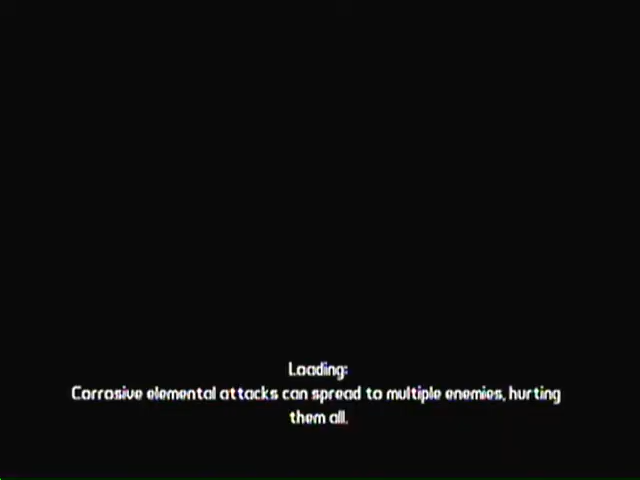 Loading:
Corrosive elemental attacks can spread to multiple enemies, hurting
them all.